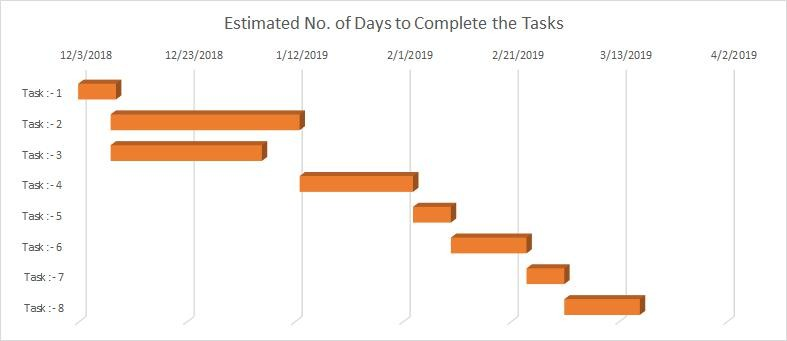 Estimated No. of Days to Complete the Tasks
12/3/2018 12/23/2018 1/12/2019 2/1/2019 2/21/2019 3/13/2019 4/2/2019
Task :- 1
Task :- 2
Task :- 3
Task :- 4
Task :- 5
Task :- 6
Task :- 7
Task :- 8